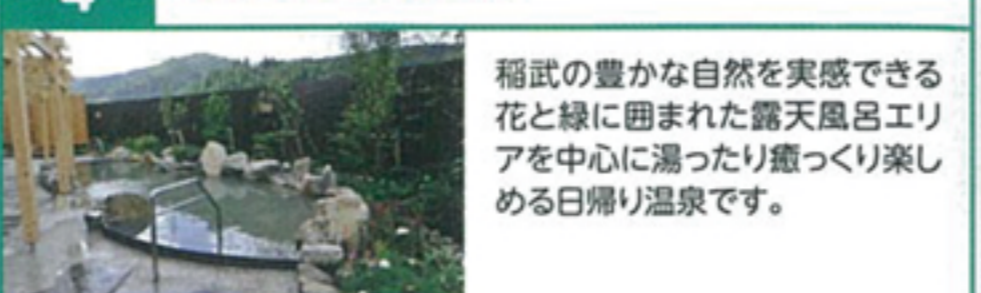 稲武の豊かな自然を実感できる
花と緑に囲まれた露天風呂エリ
アを中心に湯ったり癒っくり楽し
める日帰り温泉です。